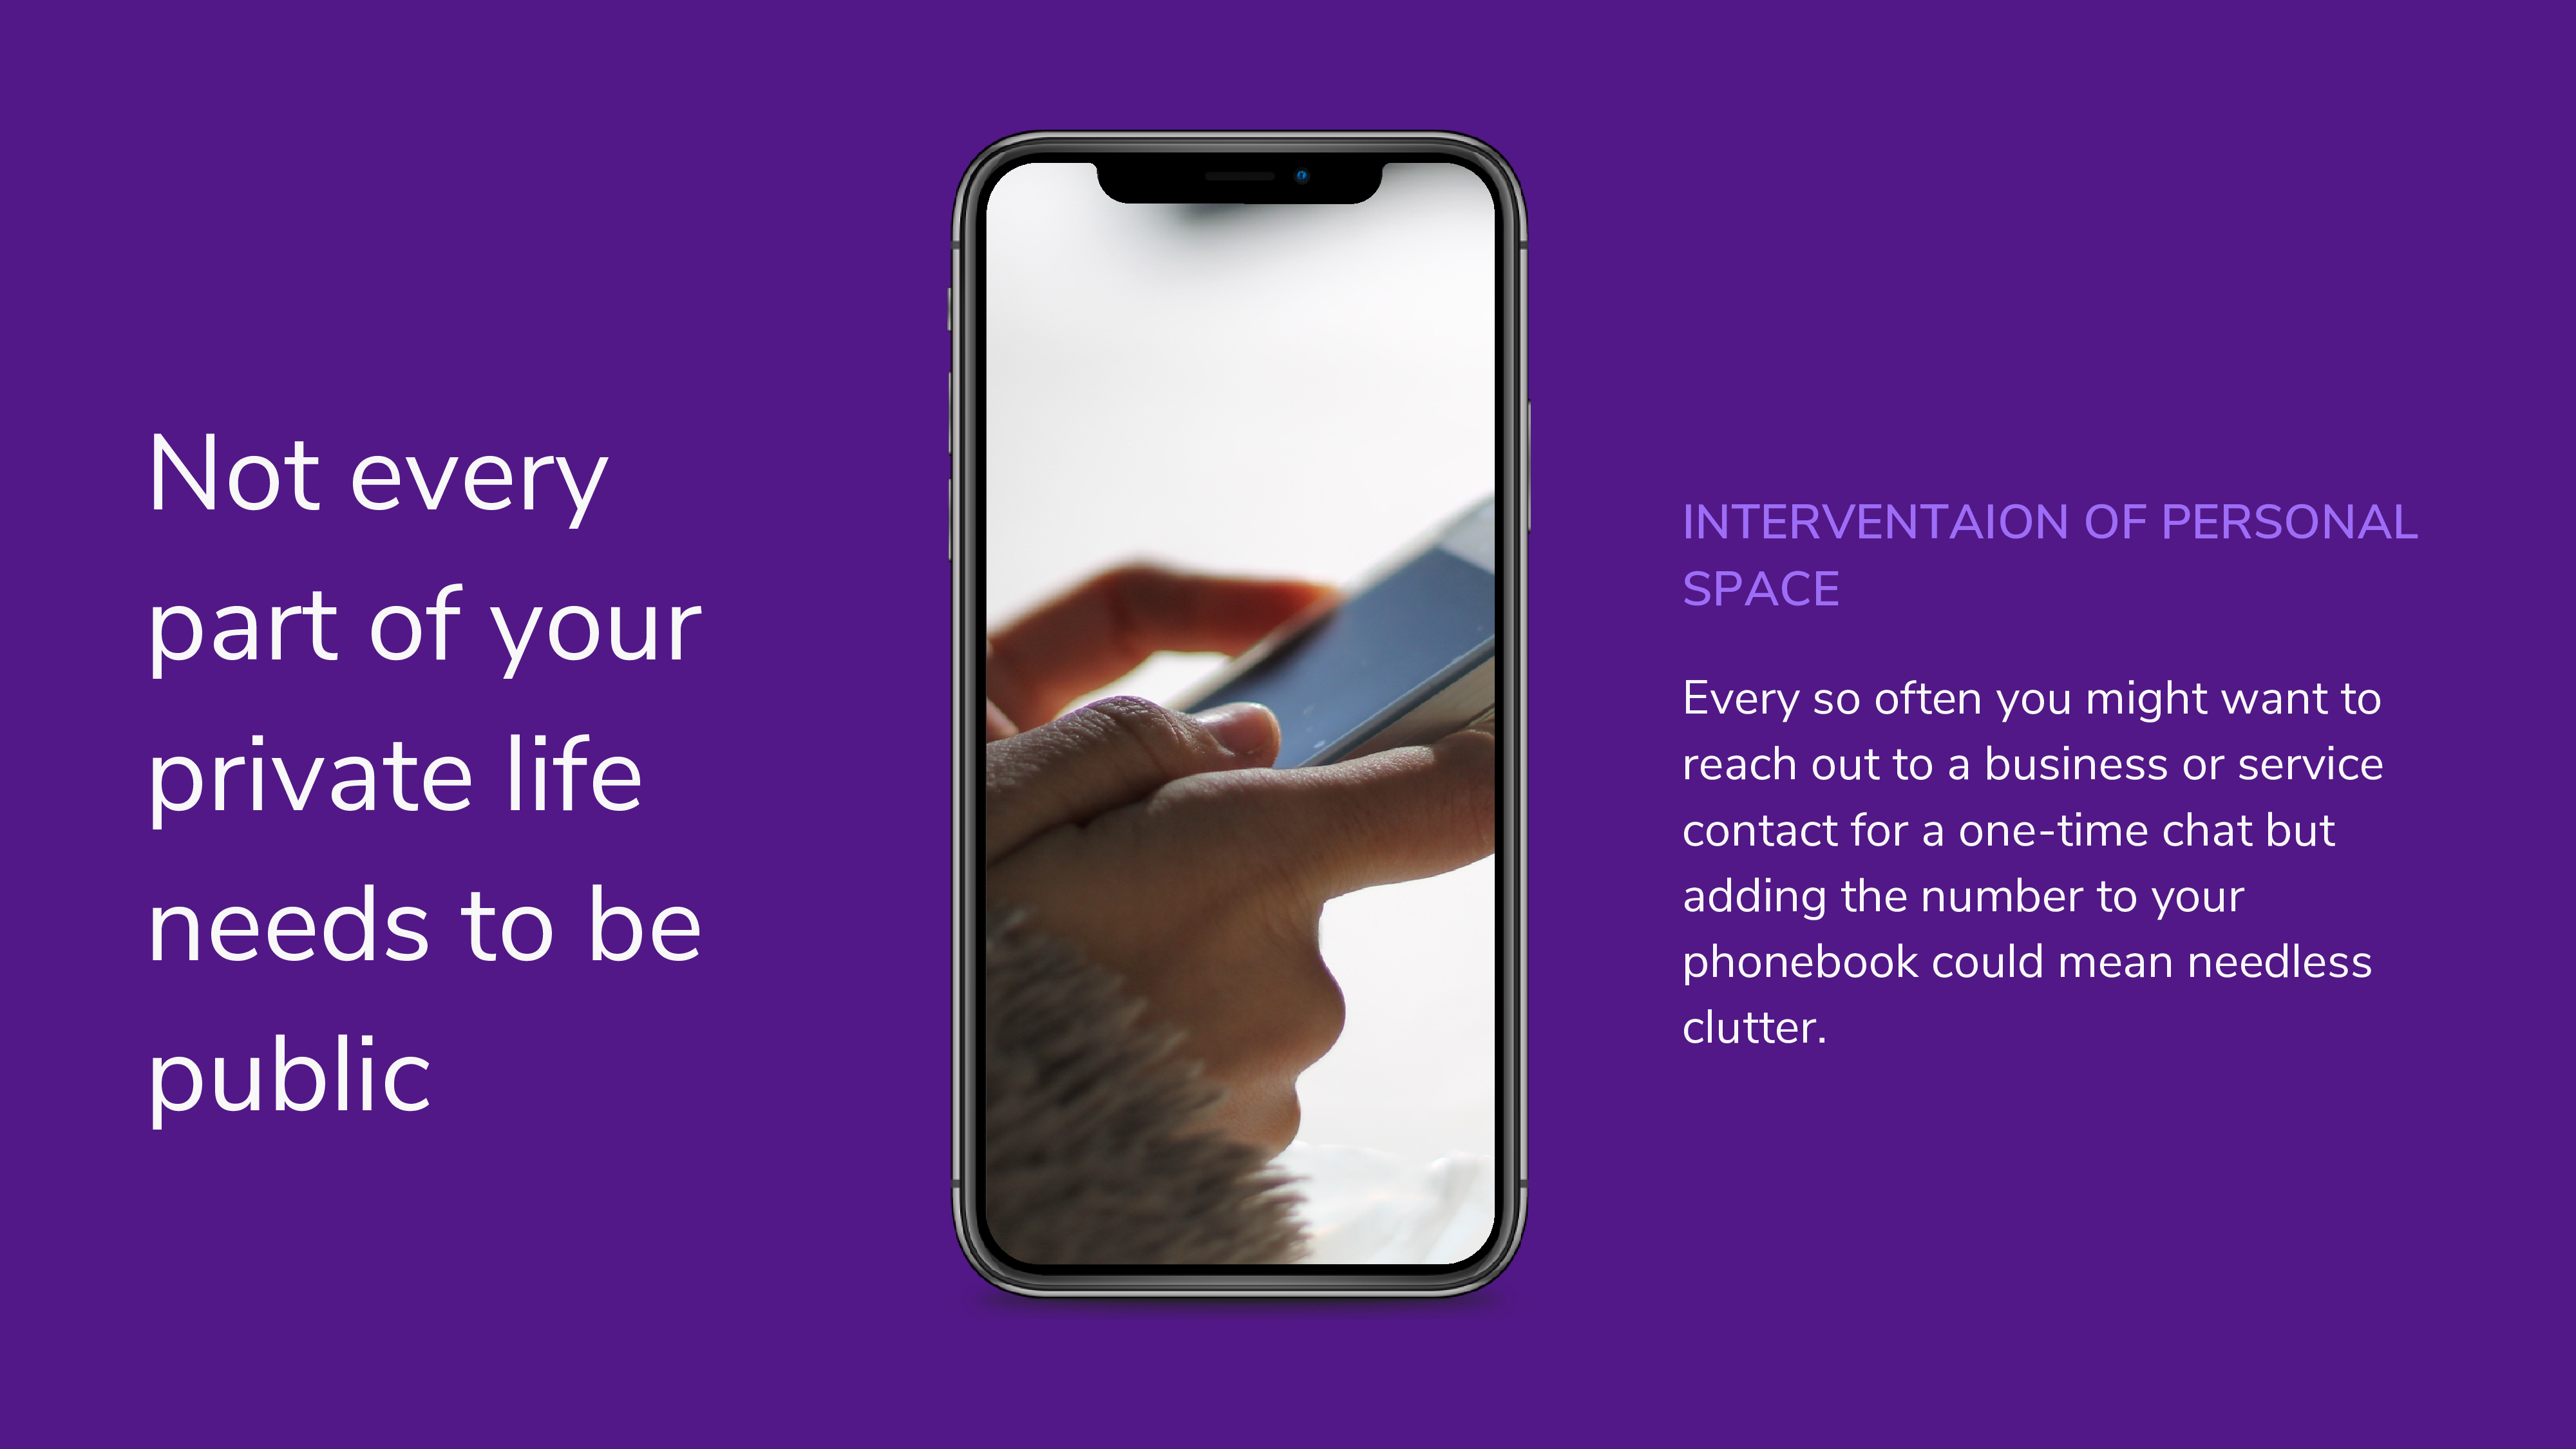 Not every
part of your
private life
needs to be
public
INTERVENTAION OF PERSONAL
SPACE
Every so often you might want to
reach out to a business or service
contact for a one-time chat but
adding the number to your
phonebook could mean needless
clutter.